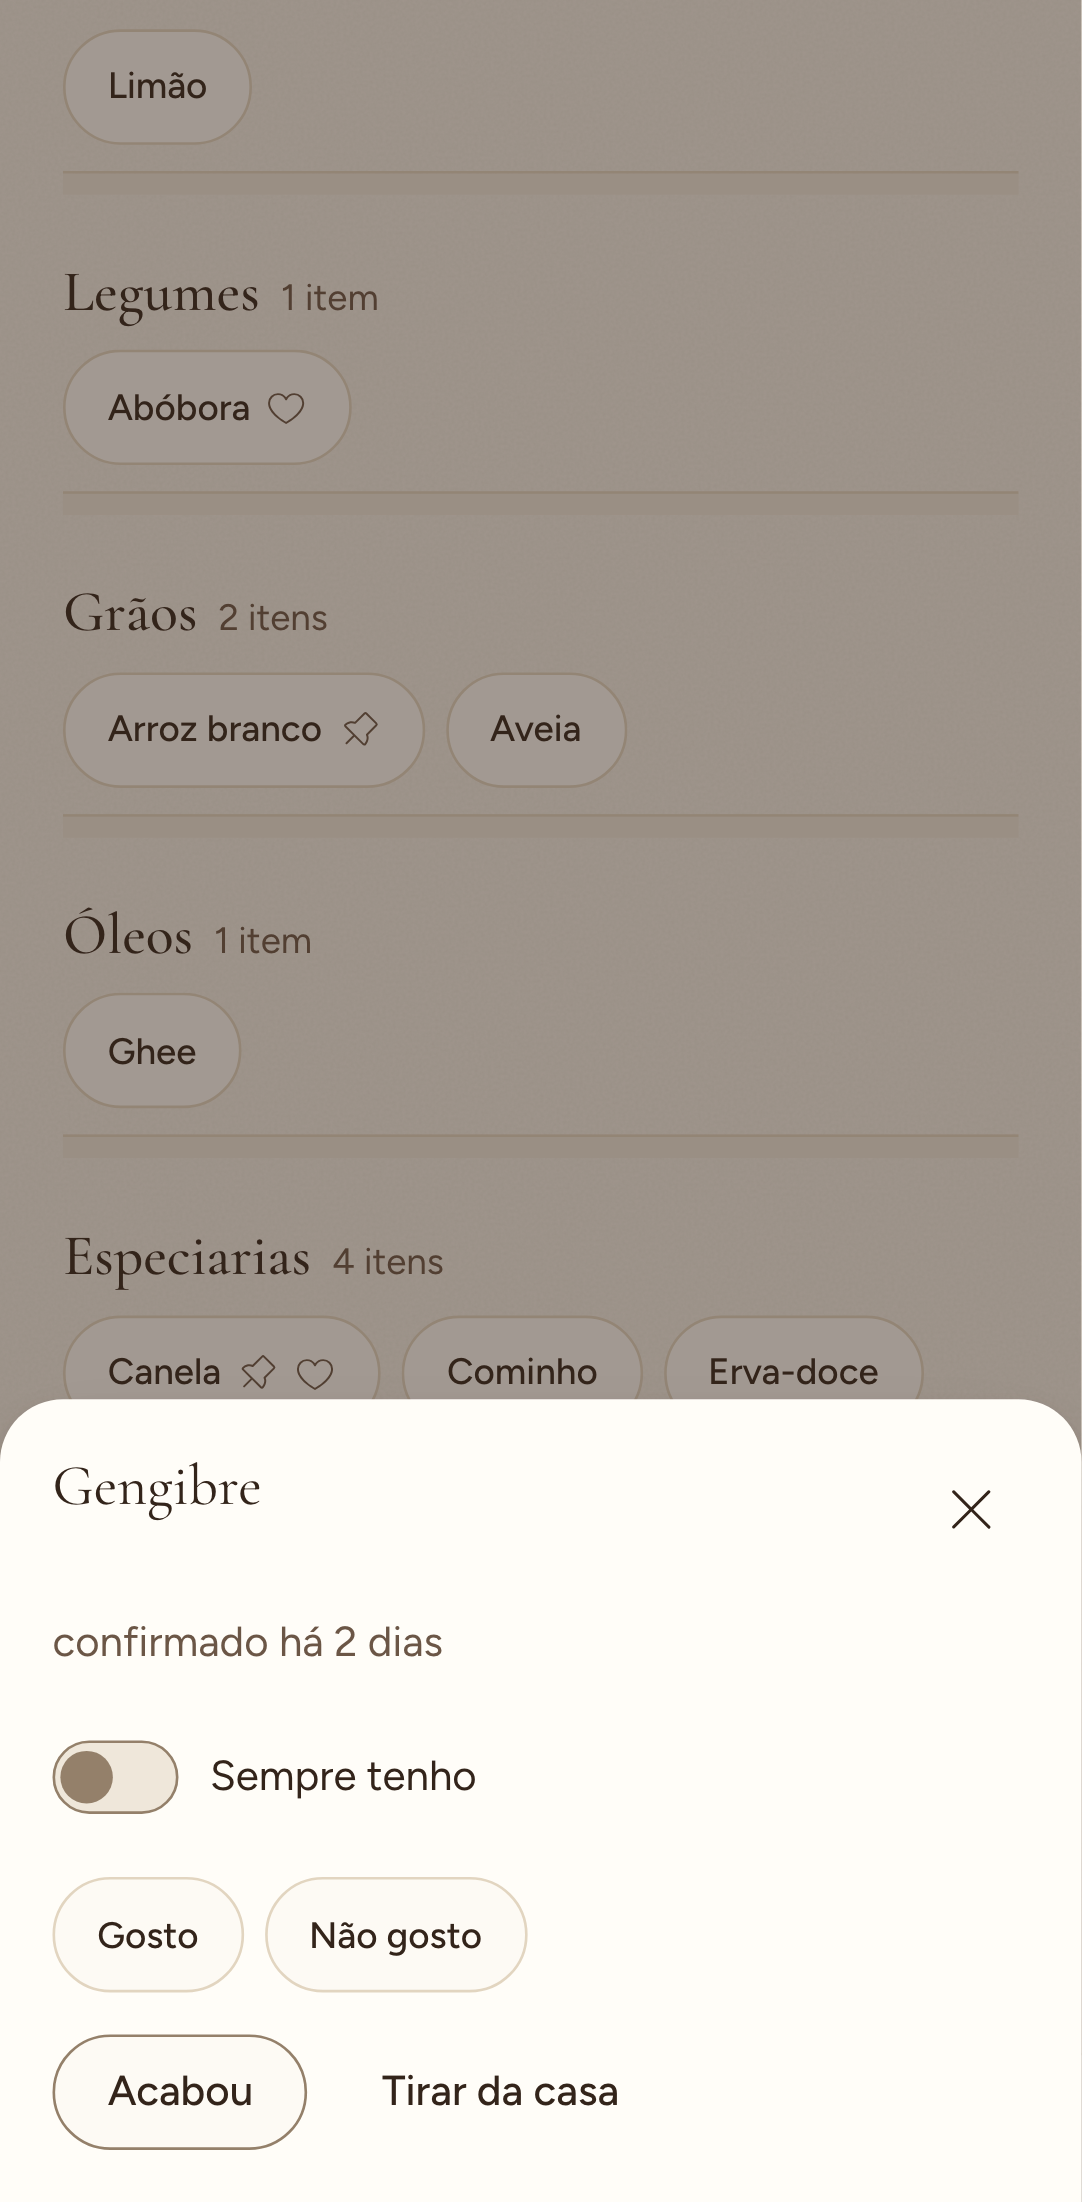 Limão
Legumes 1 item
Abóbora
Grãos 2 itens
Arroz branco Aveia
Óleos 1 item
Ghee
Especiarias 4 itens
Canela Cominho Erva-doce
Gengibre
confirmado há 2 dias
Sempre tenho
Gosto Não gosto
Acabou Tirar da casa